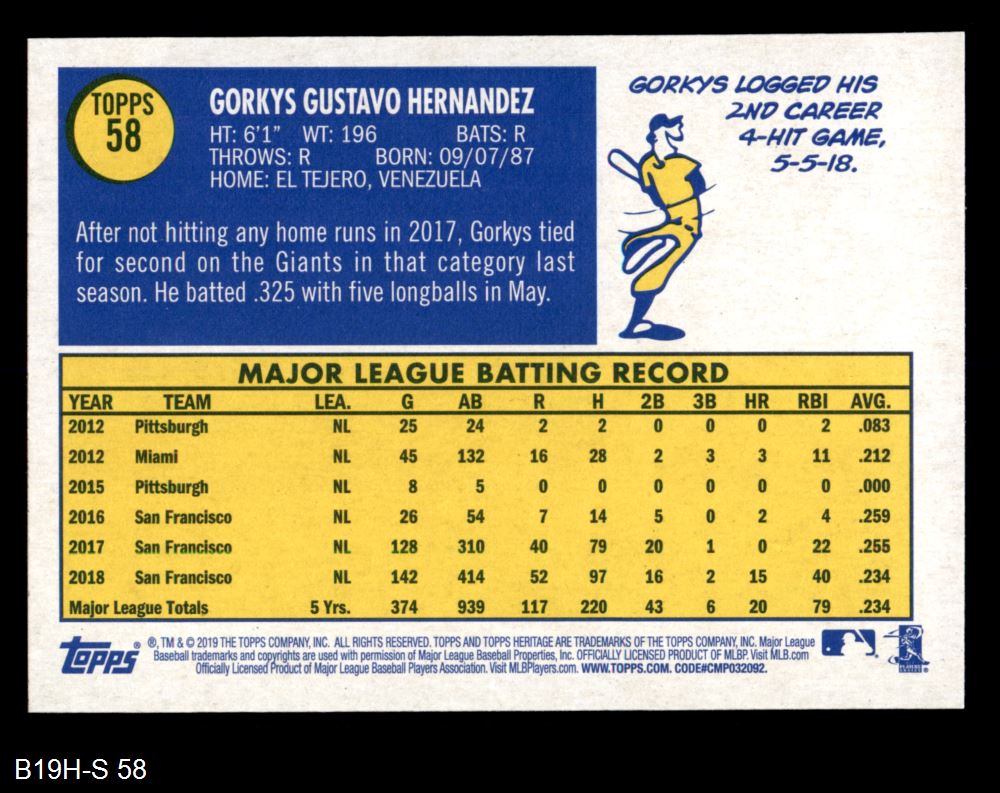 TOPPS
58
GORKYS GUSTAVO HERNANDEZ
HT: 6'1" WT: 196 BATS: R
THROWS: R BORN: 09/07/87
HOME: EL TEJERO, VENEZUELA
After not hitting any home runs in 2017, Gorkys tied
for second on the Giants in that category last
season. He batted .325 with five longballs in May.
GORKYS LOGGED HIS
2ND CAREER
4-HIT GAME,
5-5-18.
MAJOR LEAGUE BATTING RECORD
YEAR TEAM LEA. G AB R H 2B 3B HR RBI AVG.
2012 Pittsburgh NL 25 24 2 2 0 0 0 2 .083
2012 Miami NL 45 132 16 28 2 3 3 11 .212
2015 Pittsburgh NL 8 5 0 0 0 0 0 0 .000
2016 San Francisco NL 26 54 7 14 5 0 2 4 .259
2017 San Francisco NL 128 310 40 79 20 1 0 22 .255
2018 San Francisco NL 142 414 52 97 16 2 15 40 .234
Major League Totals 5 Yrs. 374 939 117 220 43 6 20 79 .234
Topps
®, TM & © 2019 THE TOPPS COMPANY, INC. ALL RIGHTS RESERVED. TOPPS AND TOPPS HERITAGE ARE TRADEMARKS OF THE TOPPS COMPANY, INC. Major League
Baseball trademarks and copyrights are used with permission of Major League Baseball Properties, Inc. OFFICIALLY LICENSED PRODUCT OF MLBP. Visit MLB.com
Officially Licensed Product of Major League Baseball Players Association. Visit MLBPlayers.com. WWW.TOPPS.COM. CODE#CMP032092.
B19H-S 58